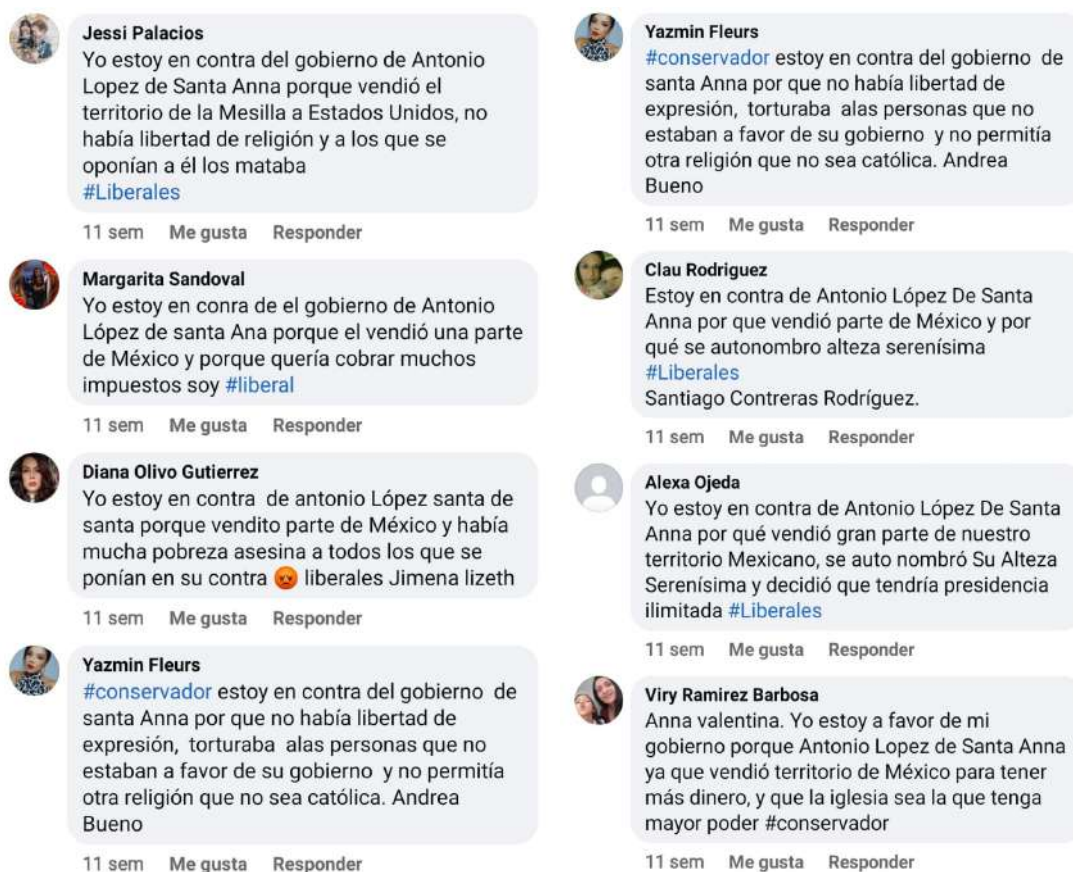 Jessi Palacios
Yo estoy en contra del gobierno de Antonio
Lopez de Santa Anna porque vendió el
territorio de la Mesilla a Estados Unidos, no
había libertad de religión y a los que se
oponían a él los mataba
#Liberales
11 sem Me gusta Responder
Margarita Sandoval
Yo estoy en conra de el gobierno de Antonio
López de santa Ana porque el vendió una parte
de México y porque quería cobrar muchos
impuestos soy #liberal
11 sem Me gusta Responder
Diana Olivo Gutierrez
Yo estoy en contra de antonio López santa de
santa porque vendito parte de México y había
mucha pobreza asesina a todos los que se
ponían en su contra 😡 liberales Jimena lizeth
11 sem Me gusta Responder
Yazmin Fleurs
#conservador estoy en contra del gobierno de
santa Anna por que no había libertad de
expresión, torturaba alas personas que no
estaban a favor de su gobierno y no permitía
otra religión que no sea católica. Andrea
Bueno
11 sem Me gusta Responder
Yazmin Fleurs
#conservador estoy en contra del gobierno de
santa Anna por que no había libertad de
expresión, torturaba alas personas que no
estaban a favor de su gobierno y no permitía
otra religión que no sea católica. Andrea
Bueno
11 sem Me gusta Responder
Clau Rodriguez
Estoy en contra de Antonio López De Santa
Anna por que vendió parte de México y por
qué se autonombro alteza serenísima
#Liberales
Santiago Contreras Rodríguez.
11 sem Me gusta Responder
Alexa Ojeda
Yo estoy en contra de Antonio López De Santa
Anna por qué vendió gran parte de nuestro
territorio Mexicano, se auto nombró Su Alteza
Serenísima y decidió que tendría presidencia
ilimitada #Liberales
11 sem Me gusta Responder
Viry Ramirez Barbosa
Anna valentina. Yo estoy a favor de mi
gobierno porque Antonio Lopez de Santa Anna
ya que vendió territorio de México para tener
más dinero, y que la iglesia sea la que tenga
mayor poder #conservador
11 sem Me gusta Responder